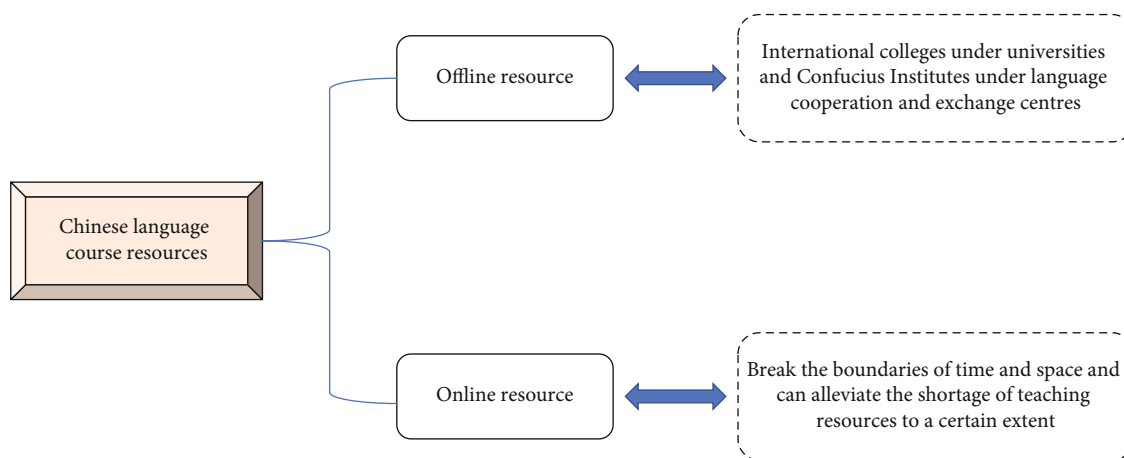 Offline resource
International colleges under universities
and Confucius Institutes under language
cooperation and exchange centres
Chinese language
course resources
Online resource
Break the boundaries of time and space and
can alleviate the shortage of teaching
resources to a certain extent